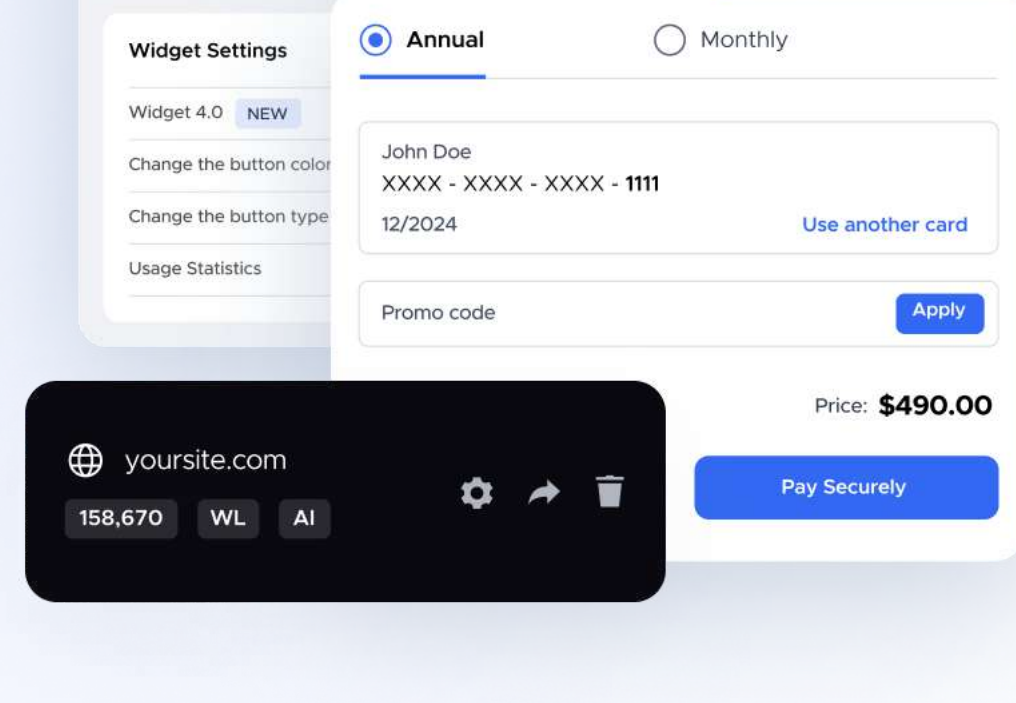 Widget Settings
Widget 4.0 NEW
Change the button color
Change the button type
Usage Statistics
Annual
Monthly
John Doe
XXXX - XXXX - XXXX - 1111
12/2024
Use another card
Promo code
Apply
Price: $490.00
Pay Securely
yoursite.com
158,670
WL
AI